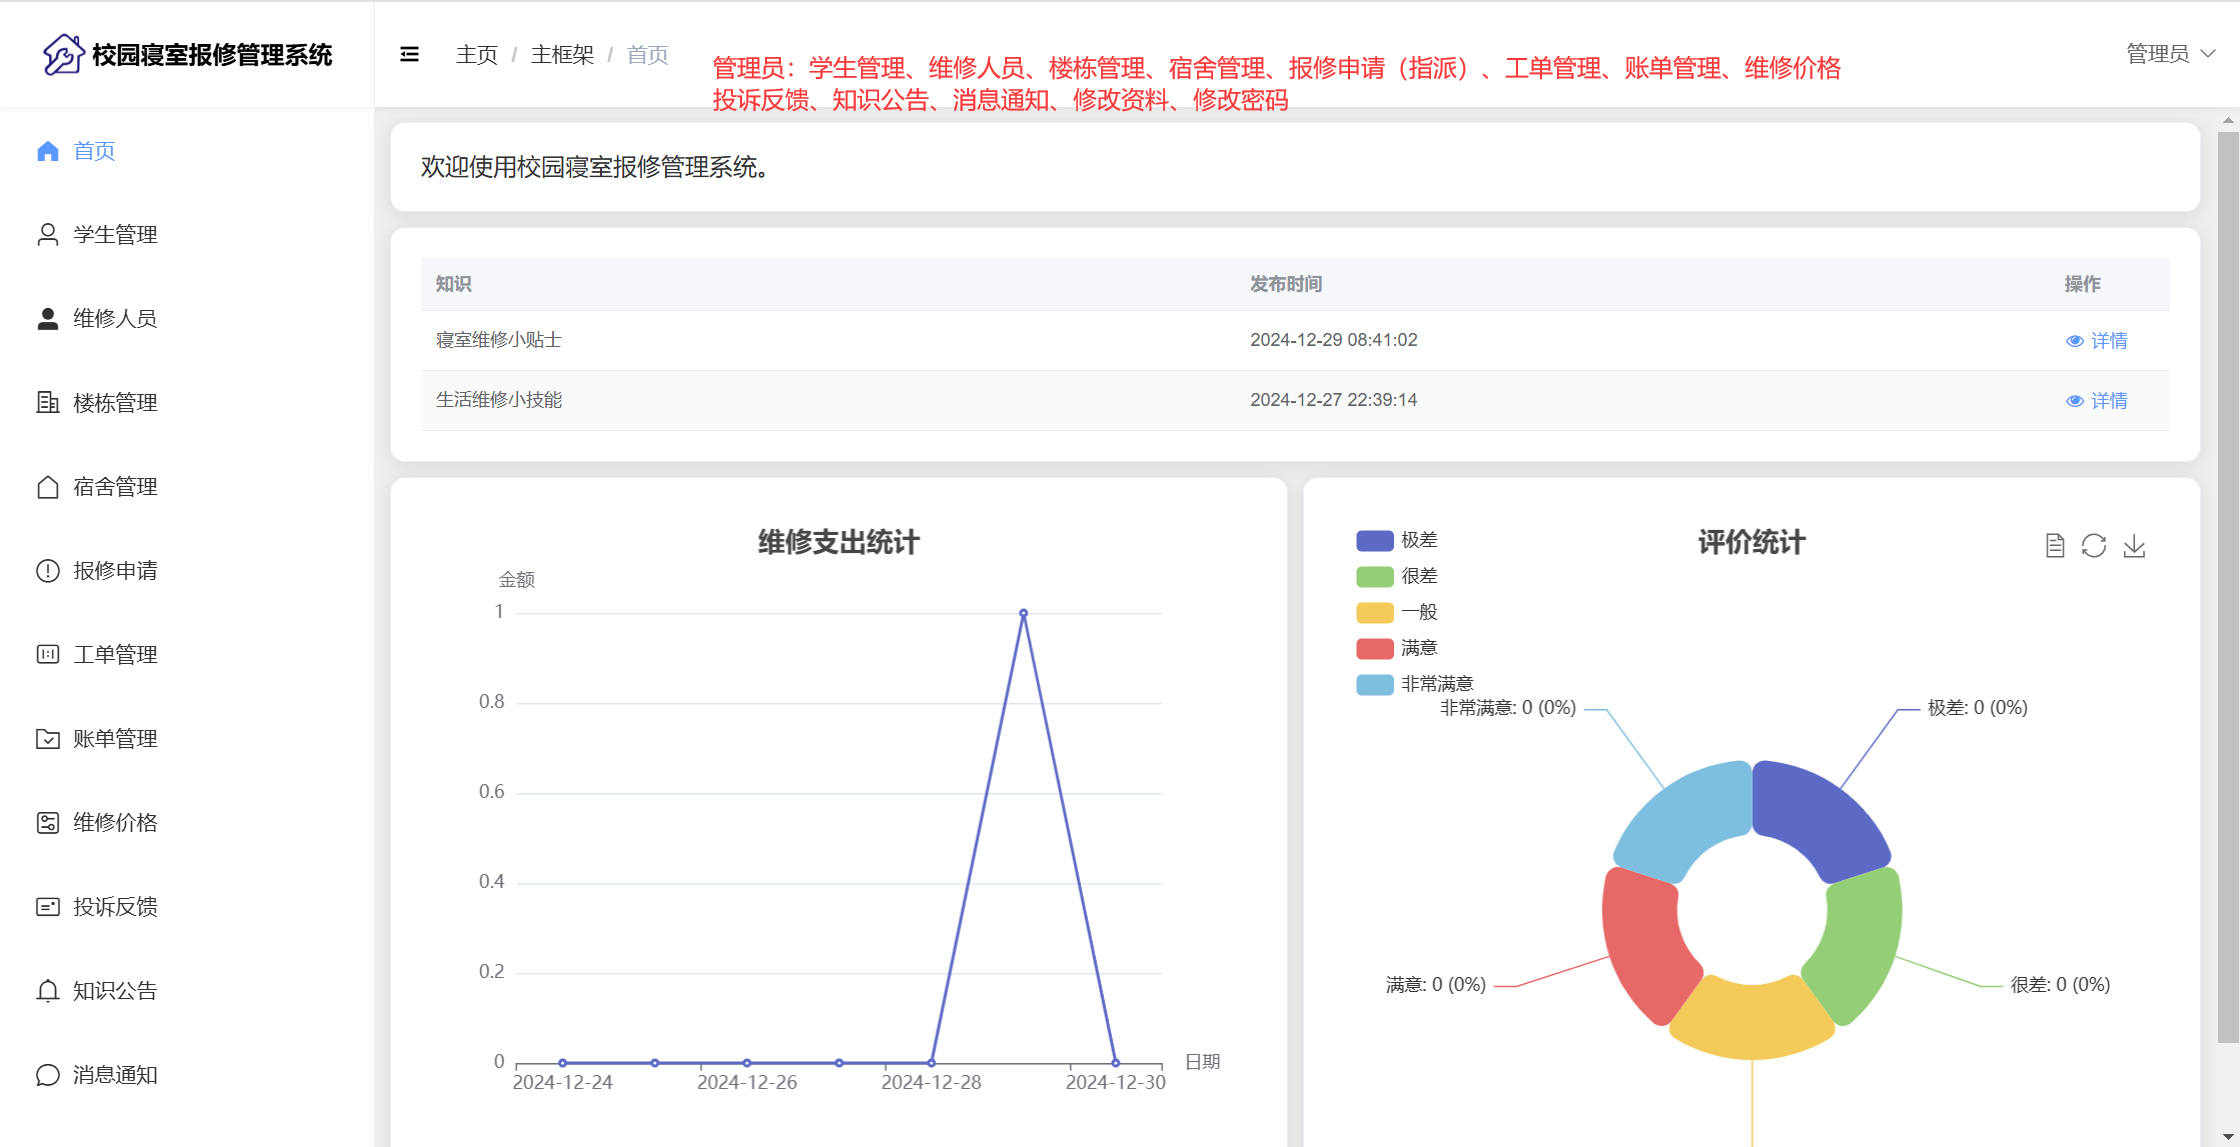 校园寝室报修管理系统
主页 / 主框架 / 首页
管理员：学生管理、维修人员、楼栋管理、宿舍管理、报修申请（指派）、工单管理、账单管理、维修价格
投诉反馈、知识公告、消息通知、修改资料、修改密码
管理员
首页
学生管理
维修人员
楼栋管理
宿舍管理
报修申请
工单管理
账单管理
维修价格
投诉反馈
知识公告
消息通知
欢迎使用校园寝室报修管理系统。
知识 发布时间 操作
寝室维修小贴士 2024-12-29 08:41:02 详情
生活维修小技能 2024-12-27 22:39:14 详情
维修支出统计
金额
1
0.8
0.6
0.4
0.2
0
日期
2024-12-24 2024-12-26 2024-12-28 2024-12-30
评价统计
极差
很差
一般
满意
非常满意
非常满意: 0 (0%)
极差: 0 (0%)
满意: 0 (0%)
很差: 0 (0%)